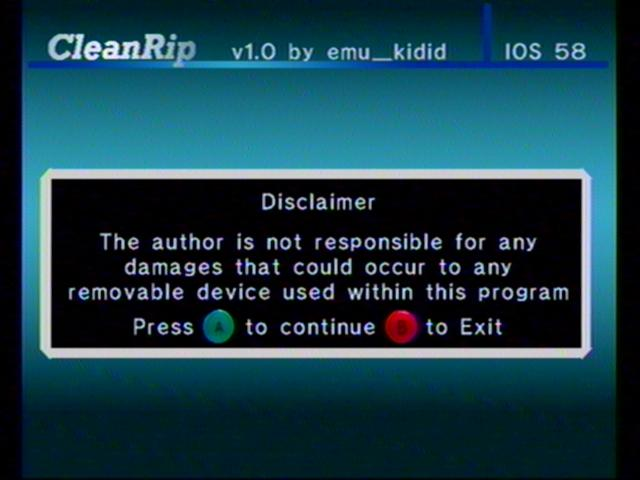 CleanRip v1.0 by emu_kidid IOS 58
Disclaimer
The author is not responsible for any
damages that could occur to any
removable device used within this program
Press A to continue B to Exit